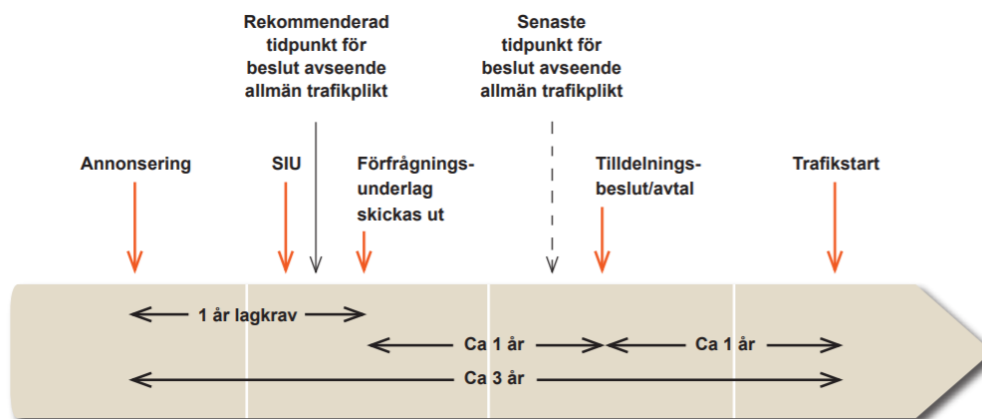 Rekommenderad
tidpunkt för
beslut avseende
allmän trafikplikt
Senaste
tidpunkt för
beslut avseende
allmän trafikplikt
Annonsering
SIU
Förfrågnings-
underlag
skickas ut
Tilldelnings-
beslut/avtal
Trafikstart
1 år lagkrav
Ca 1 år
Ca 1 år
Ca 3 år